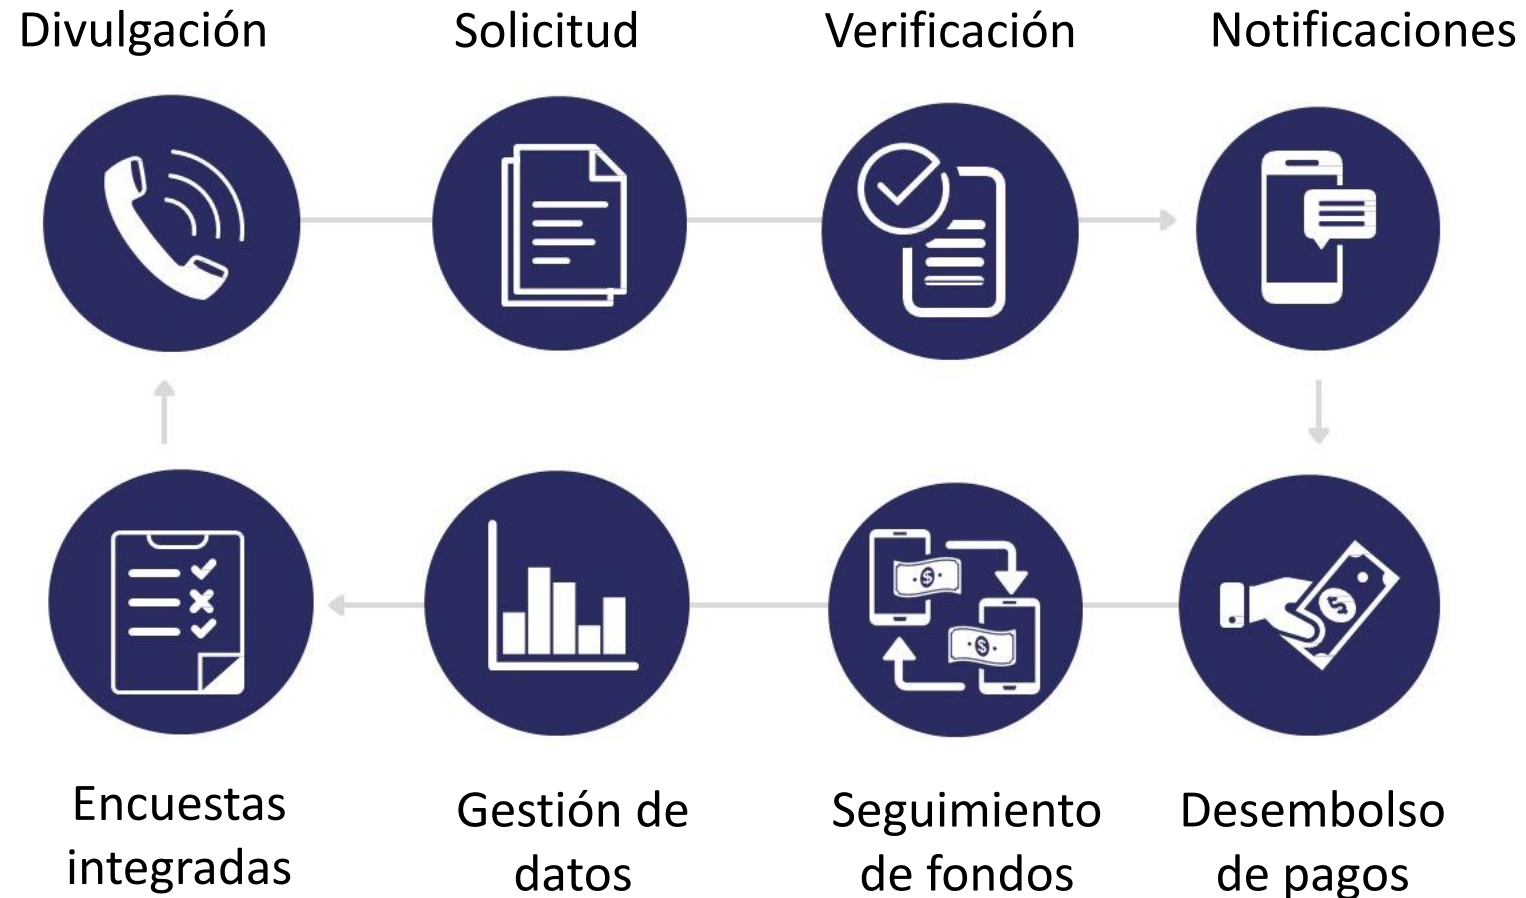 Divulgación
Solicitud
Verificación
Notificaciones
Encuestas
integradas
Gestión de
datos
Seguimiento
de fondos
Desembolso
de pagos